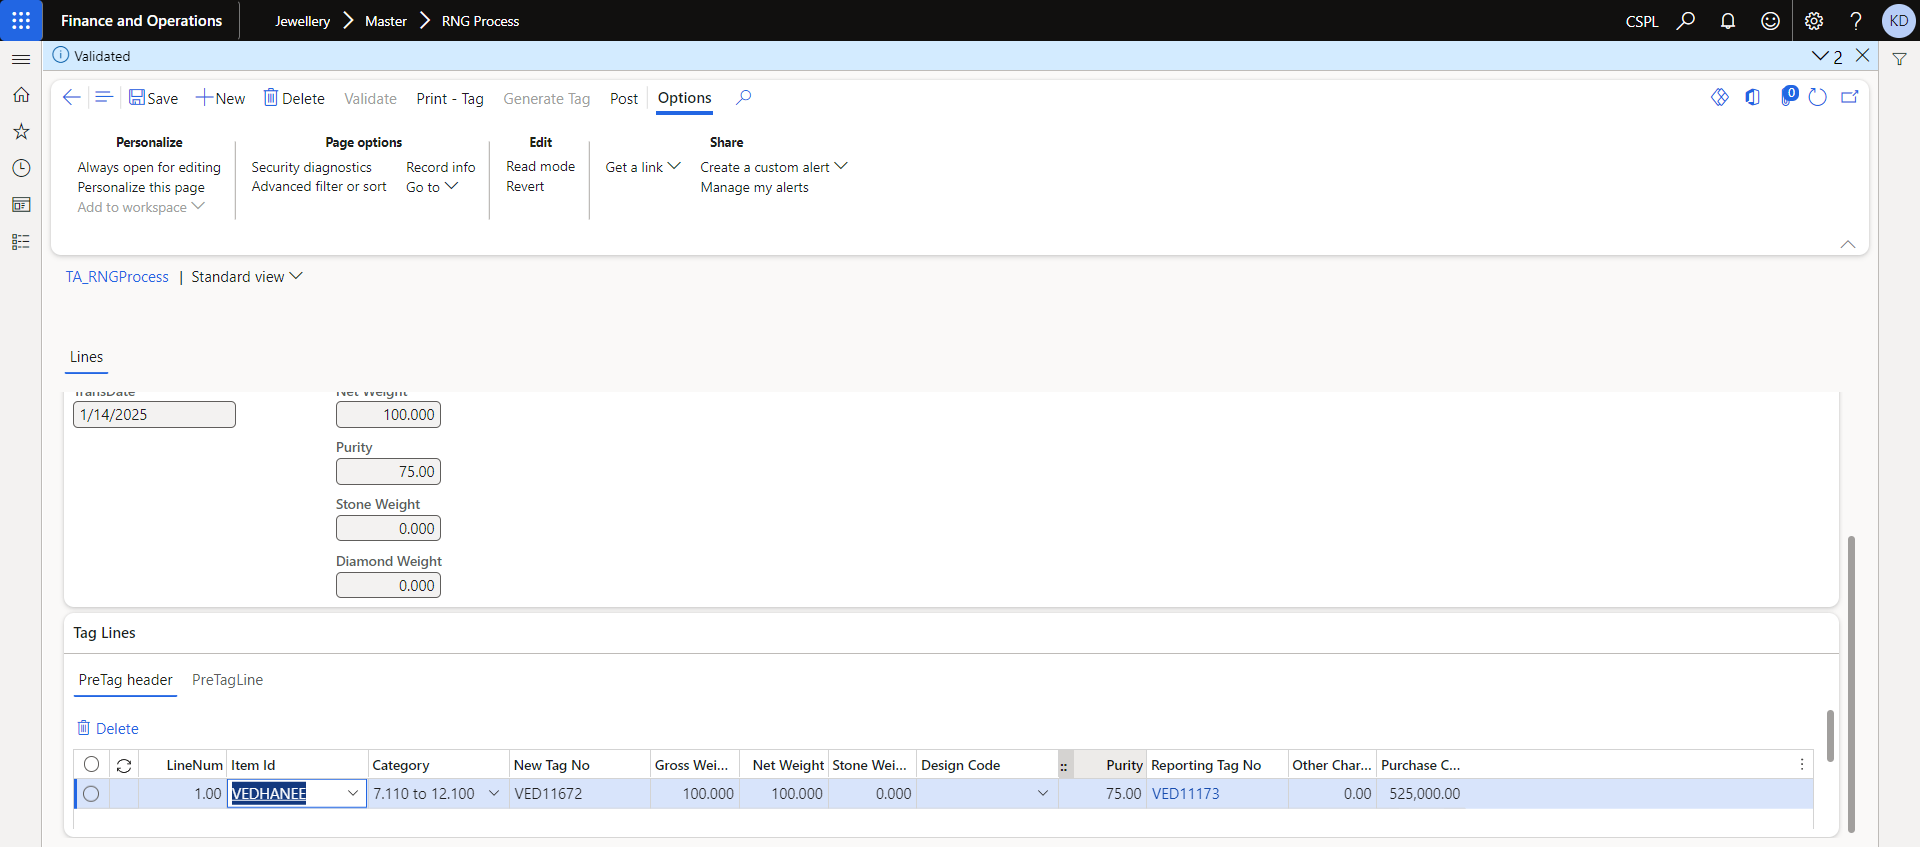 Finance and Operations
Jewellery > Master > RNG Process
CSPL
KD
Validated
2
Save
New
Delete
Validate
Print - Tag
Generate Tag
Post
Options
0
Personalize
Always open for editing
Personalize this page
Add to workspace
Page options
Security diagnostics
Advanced filter or sort
Record info
Go to
Edit
Read mode
Revert
Get a link
Share
Create a custom alert
Manage my alerts
TA_RNGProcess | Standard view
Lines
TransDate
1/14/2025
Net Weight
100.000
Purity
75.00
Stone Weight
0.000
Diamond Weight
0.000
Tag Lines
PreTag header PreTagLine
Delete
LineNum Item Id Category New Tag No Gross Wei... Net Weight Stone Wei... Design Code Purity Reporting Tag No Other Char... Purchase C...
1.00 VEDHANEE 7.110 to 12.100 VED11672 100.000 100.000 0.000 75.00 VED11173 0.00 525,000.00